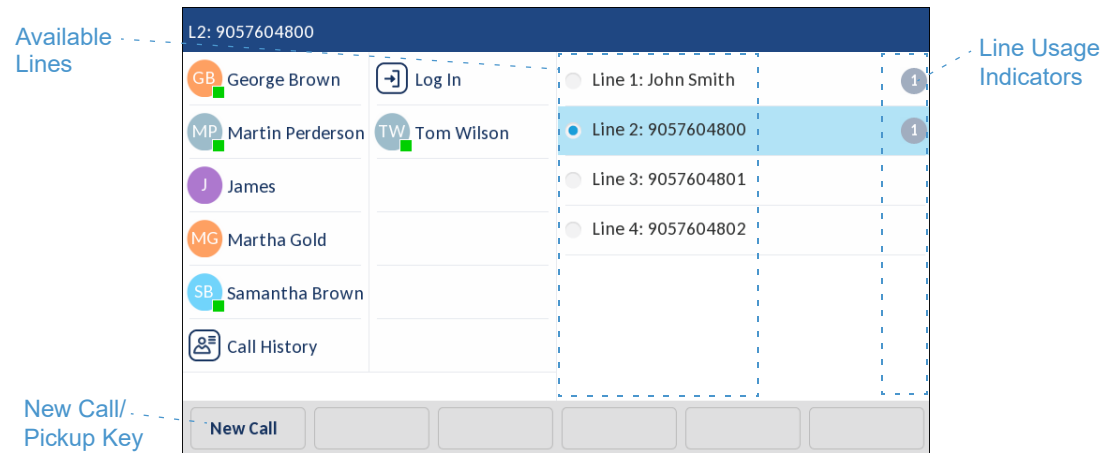 Available
Lines
L2: 9057604800
GB George Brown
Log In
Line 1: John Smith
1
Line Usage
Indicators
MP Martin Perderson
TW Tom Wilson
Line 2: 9057604800
1
J James
Line 3: 9057604801
MG Martha Gold
Line 4: 9057604802
SB Samantha Brown
Call History
New Call/
Pickup Key
New Call